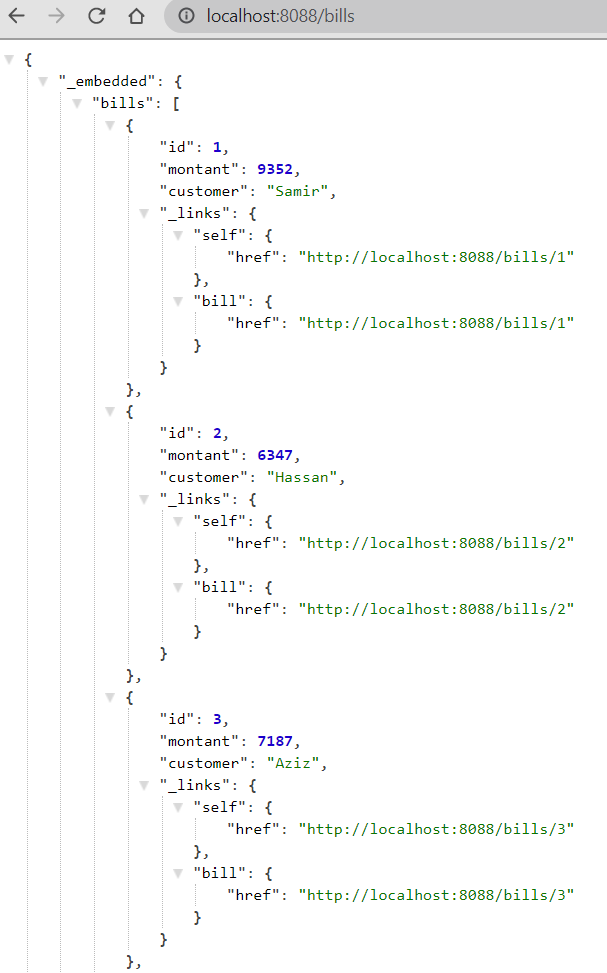 localhost:8088/bills
{
"_embedded": {
"bills": [
{
"id": 1,
"montant": 9352,
"customer": "Samir",
"_links": {
"self": {
"href": "http://localhost:8088/bills/1"
},
"bill": {
"href": "http://localhost:8088/bills/1"
}
}
},
{
"id": 2,
"montant": 6347,
"customer": "Hassan",
"_links": {
"self": {
"href": "http://localhost:8088/bills/2"
},
"bill": {
"href": "http://localhost:8088/bills/2"
}
}
},
{
"id": 3,
"montant": 7187,
"customer": "Aziz",
"_links": {
"self": {
"href": "http://localhost:8088/bills/3"
},
"bill": {
"href": "http://localhost:8088/bills/3"
}
}
},